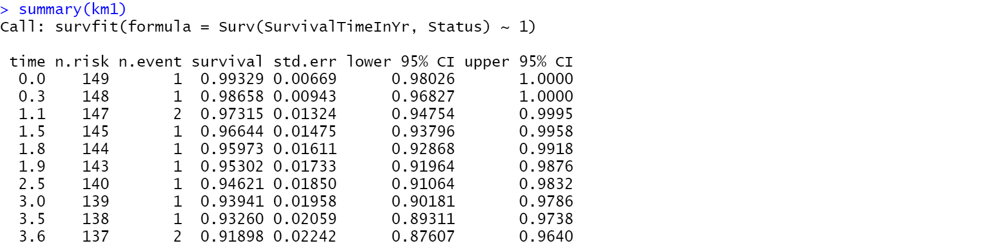 > summary(km1)
Call: survfit(formula = Surv(SurvivalTimeInYr, Status) ~ 1)
time n.risk n.event survival std.err lower 95% CI upper 95% CI
0.0 149 1 0.99329 0.00669 0.98026 1.0000
0.3 148 1 0.98658 0.00943 0.96827 1.0000
1.1 147 2 0.97315 0.01324 0.94754 0.9995
1.5 145 1 0.96644 0.01475 0.93796 0.9958
1.8 144 1 0.95973 0.01611 0.92868 0.9918
1.9 143 1 0.95302 0.01733 0.91964 0.9876
2.5 140 1 0.94621 0.01850 0.91064 0.9832
3.0 139 1 0.93941 0.01958 0.90181 0.9786
3.5 138 1 0.93260 0.02059 0.89311 0.9738
3.6 137 2 0.91898 0.02242 0.87607 0.9640